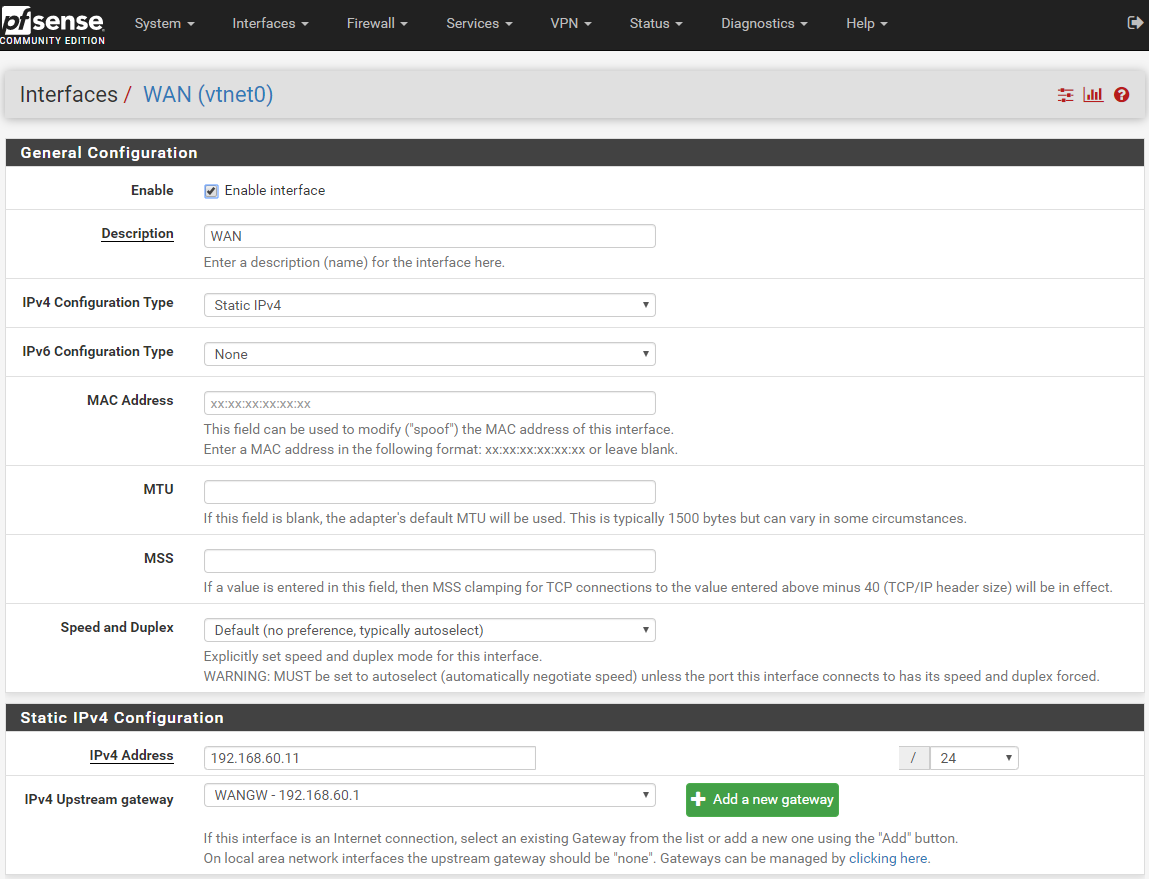 pfsense
COMMUNITY EDITION
System Interfaces Firewall Services VPN Status Diagnostics Help
Interfaces / WAN (vtnet0)
General Configuration
Enable Enable interface
Description WAN
Enter a description (name) for the interface here.
IPv4 Configuration Type Static IPv4
IPv6 Configuration Type None
MAC Address xx:xx:xx:xx:xx:xx
This field can be used to modify ("spoof") the MAC address of this interface.
Enter a MAC address in the following format: xx:xx:xx:xx:xx:xx or leave blank.
MTU
If this field is blank, the adapter's default MTU will be used. This is typically 1500 bytes but can vary in some circumstances.
MSS
If a value is entered in this field, then MSS clamping for TCP connections to the value entered above minus 40 (TCP/IP header size) will be in effect.
Speed and Duplex Default (no preference, typically autoselect)
Explicitly set speed and duplex mode for this interface.
WARNING: MUST be set to autoselect (automatically negotiate speed) unless the port this interface connects to has its speed and duplex forced.
Static IPv4 Configuration
IPv4 Address 192.168.60.11 / 24
IPv4 Upstream gateway WANGW - 192.168.60.1 Add a new gateway
If this interface is an Internet connection, select an existing Gateway from the list or add a new one using the "Add" button.
On local area network interfaces the upstream gateway should be "none". Gateways can be managed by clicking here.